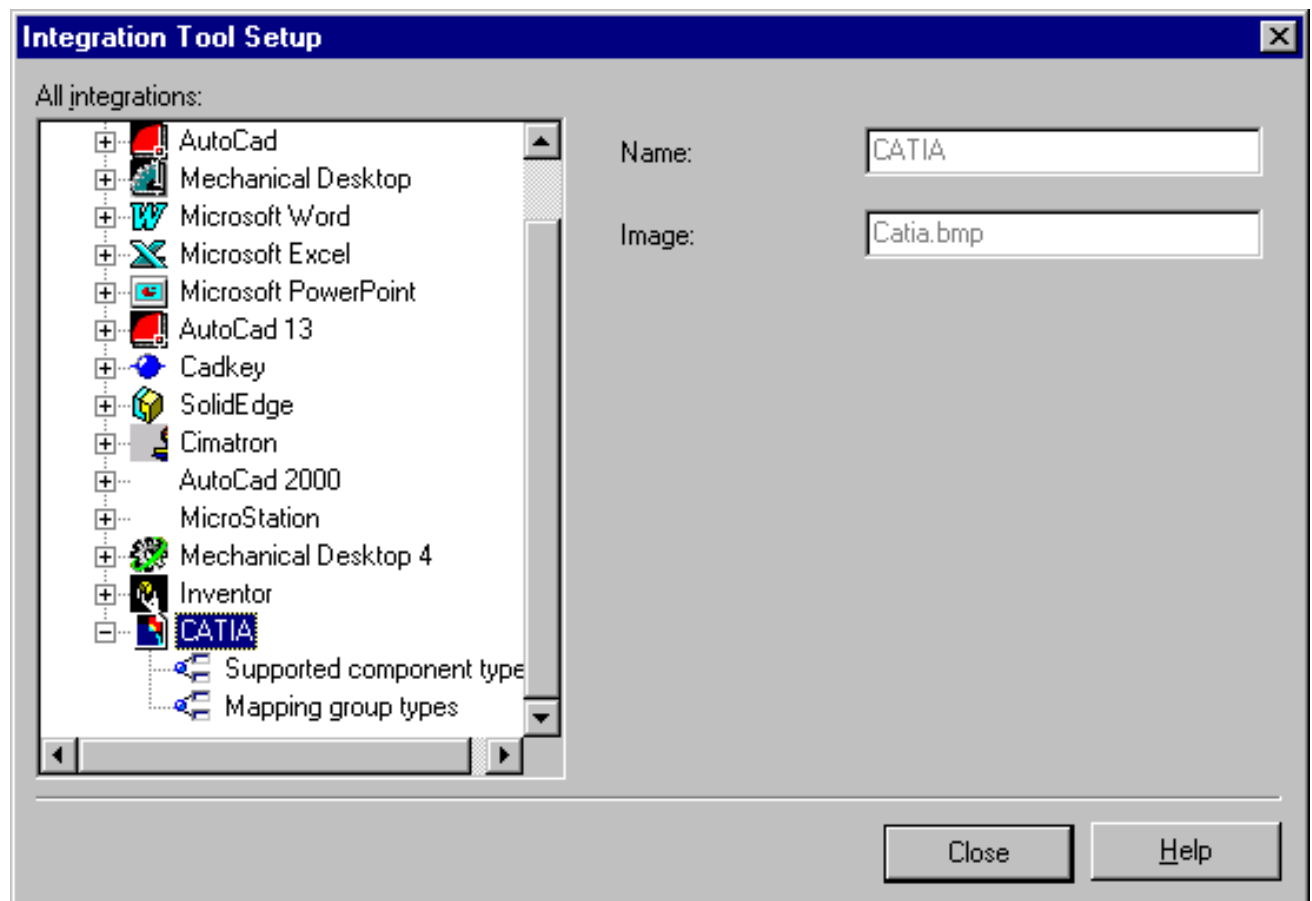 Integration Tool Setup
All integrations:
AutoCad
Mechanical Desktop
Microsoft Word
Microsoft Excel
Microsoft PowerPoint
AutoCad 13
Cadkey
SolidEdge
Cimatron
AutoCad 2000
MicroStation
Mechanical Desktop 4
Inventor
CATIA
Supported component type
Mapping group types
Name:
CATIA
Image:
Catia.bmp
Close
Help